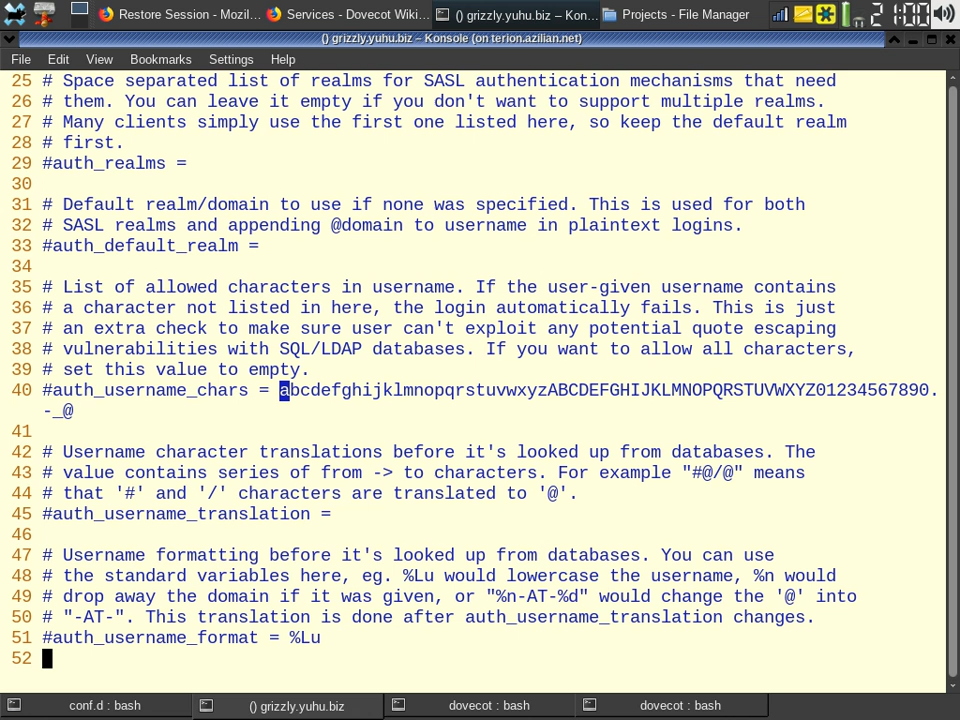 Restore Session - Mozil...
Services - Dovecot Wiki...
() grizzly.yuhu.biz – Kon...
Projects - File Manager
2 1:00
() grizzly.yuhu.biz – Konsole (on terion.azilian.net)
File Edit View Bookmarks Settings Help
25 # Space separated list of realms for SASL authentication mechanisms that need
26 # them. You can leave it empty if you don't want to support multiple realms.
27 # Many clients simply use the first one listed here, so keep the default realm
28 # first.
29 #auth_realms =
30
31 # Default realm/domain to use if none was specified. This is used for both
32 # SASL realms and appending @domain to username in plaintext logins.
33 #auth_default_realm =
34
35 # List of allowed characters in username. If the user-given username contains
36 # a character not listed in here, the login automatically fails. This is just
37 # an extra check to make sure user can't exploit any potential quote escaping
38 # vulnerabilities with SQL/LDAP databases. If you want to allow all characters,
39 # set this value to empty.
40 #auth_username_chars = abcdefghijklmnopqrstuvwxyzABCDEFGHIJKLMNOPQRSTUVWXYZ01234567890.
-_@
41
42 # Username character translations before it's looked up from databases. The
43 # value contains series of from -> to characters. For example "#@/@" means
44 # that '#' and '/' characters are translated to '@'.
45 #auth_username_translation =
46
47 # Username formatting before it's looked up from databases. You can use
48 # the standard variables here, eg. %Lu would lowercase the username, %n would
49 # drop away the domain if it was given, or "%n-AT-%d" would change the '@' into
50 # "-AT-". This translation is done after auth_username_translation changes.
51 #auth_username_format = %Lu
52
conf.d : bash
() grizzly.yuhu.biz
dovecot : bash
dovecot : bash